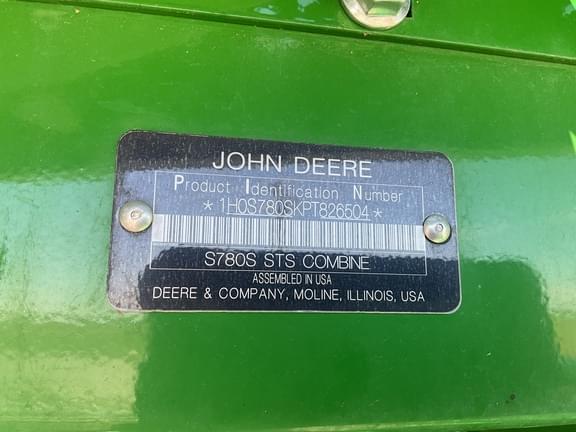 JOHN DEERE
Product Identification Number
*1H0S780SKPT826504*
S780S STS COMBINE
ASSEMBLED IN USA
DEERE & COMPANY, MOLINE, ILLINOIS, USA